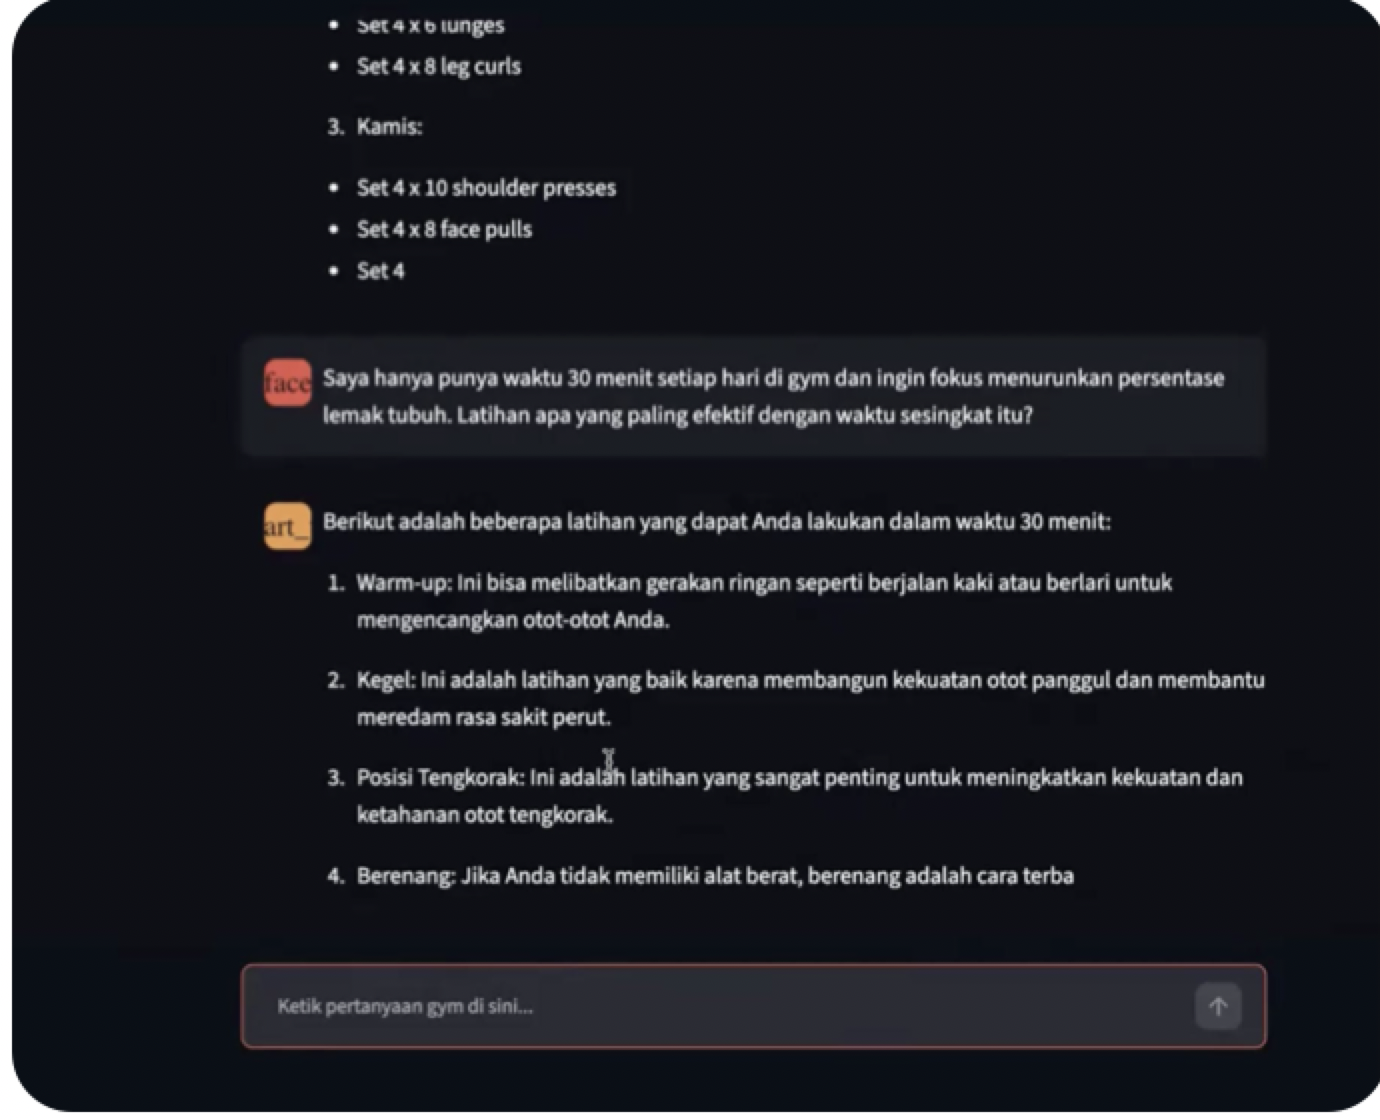 Set 4 x 6 lunges
Set 4 x 8 leg curls
3. Kamis:
Set 4 x 10 shoulder presses
Set 4 x 8 face pulls
Set 4
face
Saya hanya punya waktu 30 menit setiap hari di gym dan ingin fokus menurunkan persentase
lemak tubuh. Latihan apa yang paling efektif dengan waktu sesingkat itu?
art_
Berikut adalah beberapa latihan yang dapat Anda lakukan dalam waktu 30 menit:
1. Warm-up: Ini bisa melibatkan gerakan ringan seperti berjalan kaki atau berlari untuk
mengencangkan otot-otot Anda.
2. Kegel: Ini adalah latihan yang baik karena membangun kekuatan otot panggul dan membantu
meredam rasa sakit perut.
3. Posisi Tengkorak: Ini adalah latihan yang sangat penting untuk meningkatkan kekuatan dan
ketahanan otot tengkorak.
4. Berenang: Jika Anda tidak memiliki alat berat, berenang adalah cara terba
Ketik pertanyaan gym di sini...